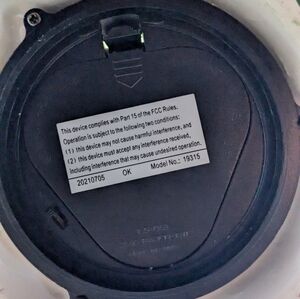 This device complies with Part 15 of the FCC Rules.
Operation is subject to the following two conditions:
(1) this device may not cause harmful interference, and
(2) this device must accept any interference received,
including interference that may cause undesired operation.
20210705 OK Model No.: 19315